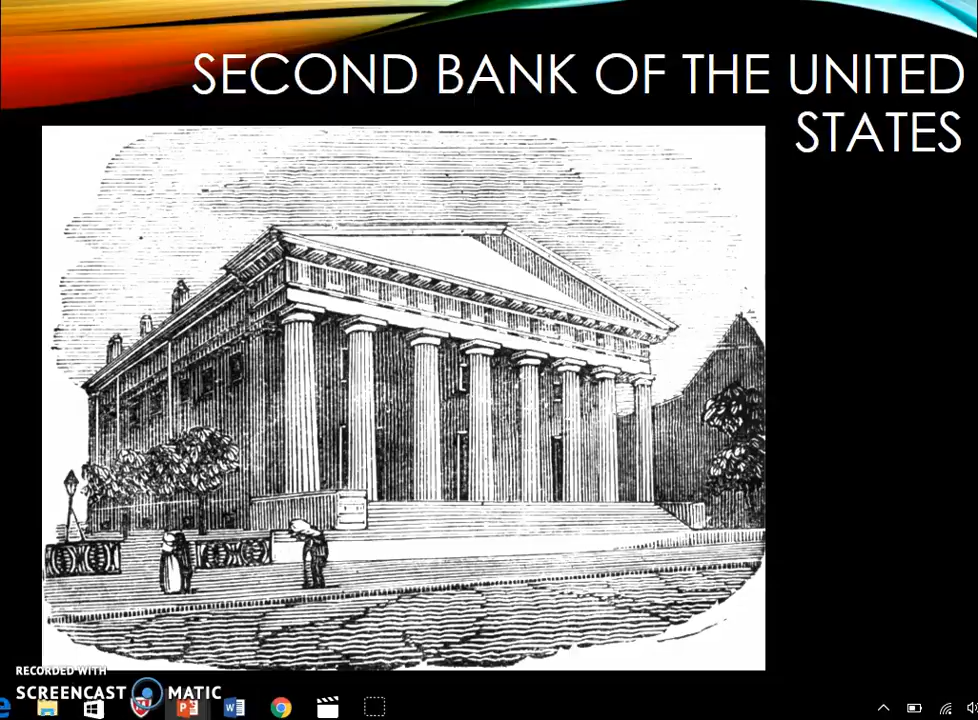 SECOND BANK OF THE UNITED
STATES
RECORDED WITH
SCREENCAST MATIC